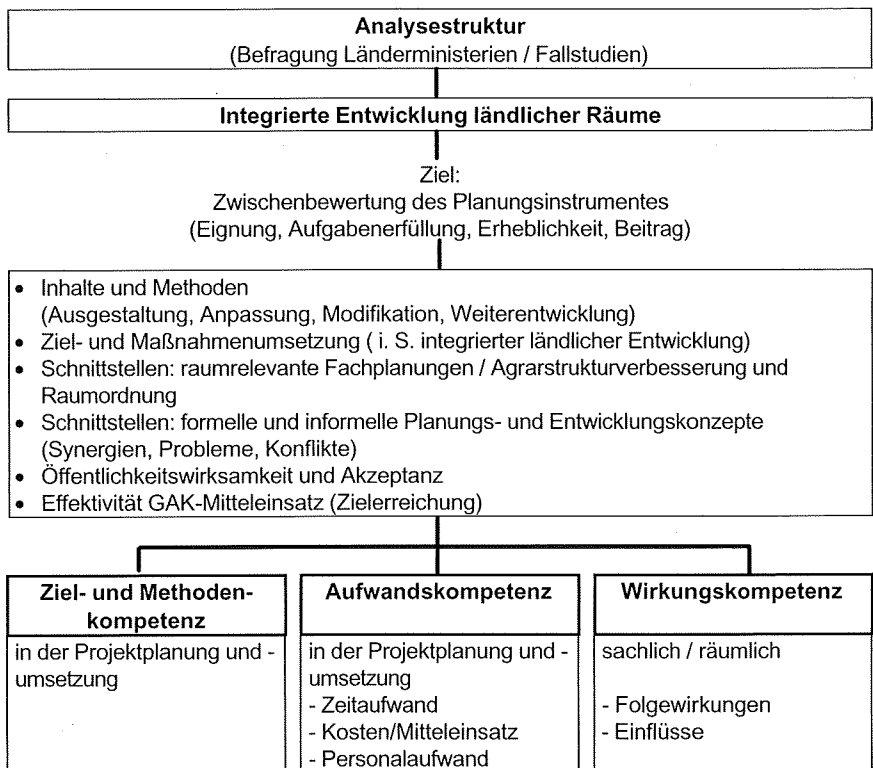 Analysestruktur
(Befragung Länderministerien / Fallstudien)
Integrierte Entwicklung ländlicher Räume
Ziel:
Zwischenbewertung des Planungsinstrumentes
(Eignung, Aufgabenerfüllung, Erheblichkeit, Beitrag)
• Inhalte und Methoden
(Ausgestaltung, Anpassung, Modifikation, Weiterentwicklung)
• Ziel- und Maßnahmenumsetzung ( i. S. integrierter ländlicher Entwicklung)
• Schnittstellen: raumrelevante Fachplanungen / Agrarstrukturverbesserung und
Raumordnung
• Schnittstellen: formelle und informelle Planungs- und Entwicklungskonzepte
(Synergien, Probleme, Konflikte)
• Öffentlichkeitswirksamkeit und Akzeptanz
• Effektivität GAK-Mitteleinsatz (Zielerreichung)
Ziel- und Methoden-
kompetenz
in der Projektplanung und -
umsetzung
Aufwandskompetenz
in der Projektplanung und -
umsetzung
- Zeitaufwand
- Kosten/Mitteleinsatz
- Personalaufwand
Wirkungskompetenz
sachlich / räumlich
- Folgewirkungen
- Einflüsse